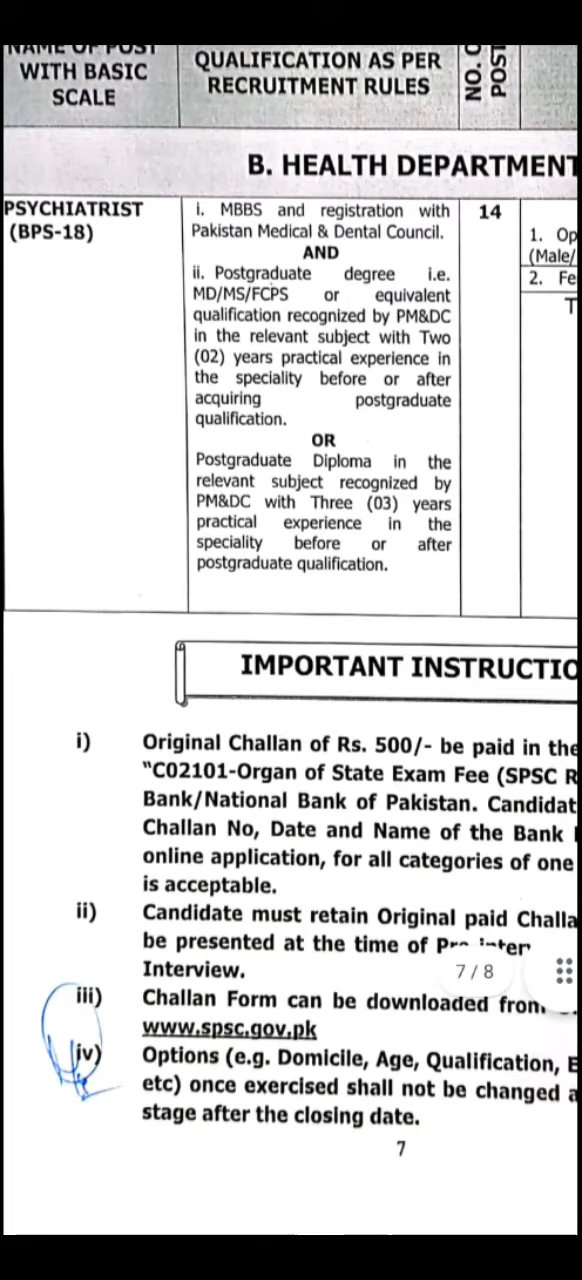 NAME OF POST
WITH BASIC
SCALE
QUALIFICATION AS PER
RECRUITMENT RULES
NO. O
POST
B. HEALTH DEPARTMENT
PSYCHIATRIST
(BPS-18)
i. MBBS and registration with
Pakistan Medical & Dental Council.
AND
ii. Postgraduate degree i.e.
MD/MS/FCPS or equivalent
qualification recognized by PM&DC
in the relevant subject with Two
(02) years practical experience in
the speciality before or after
acquiring postgraduate
qualification.
OR
Postgraduate Diploma in the
relevant subject recognized by
PM&DC with Three (03) years
practical experience in the
speciality before or after
postgraduate qualification.
14
1. Op
(Male/
2. Fe
T
IMPORTANT INSTRUCTIO
i) Original Challan of Rs. 500/- be paid in the
"C02101-Organ of State Exam Fee (SPSC R
Bank/National Bank of Pakistan. Candidat
Challan No, Date and Name of the Bank
online application, for all categories of one
is acceptable.
ii) Candidate must retain Original paid Challa
be presented at the time of
Interview.
iii) Challan Form can be downloaded from
www.spsc.gov.pk
iv) Options (e.g. Domicile, Age, Qualification, E
etc) once exercised shall not be changed a
stage after the closing date.
7 / 8
7